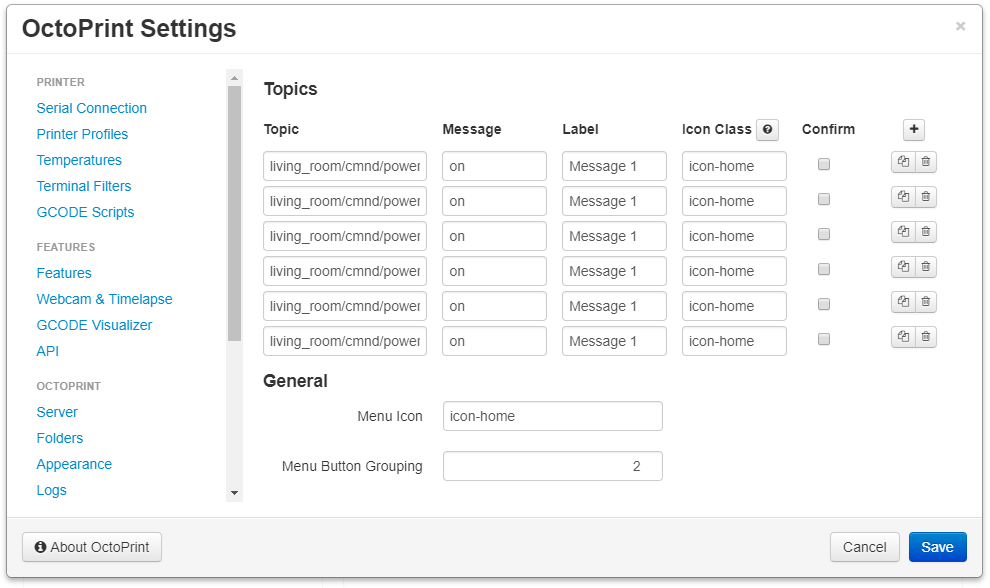 OctoPrint Settings
×
PRINTER
Serial Connection
Printer Profiles
Temperatures
Terminal Filters
GCODE Scripts
FEATURES
Features
Webcam & Timelapse
GCODE Visualizer
API
OCTOPRINT
Server
Folders
Appearance
Logs
Topics
Topic Message Label Icon Class ? Confirm +
living_room/cmnd/power on Message 1 icon-home
living_room/cmnd/power on Message 1 icon-home
living_room/cmnd/power on Message 1 icon-home
living_room/cmnd/power on Message 1 icon-home
living_room/cmnd/power on Message 1 icon-home
living_room/cmnd/power on Message 1 icon-home
General
Menu Icon icon-home
Menu Button Grouping 2
About OctoPrint Cancel Save